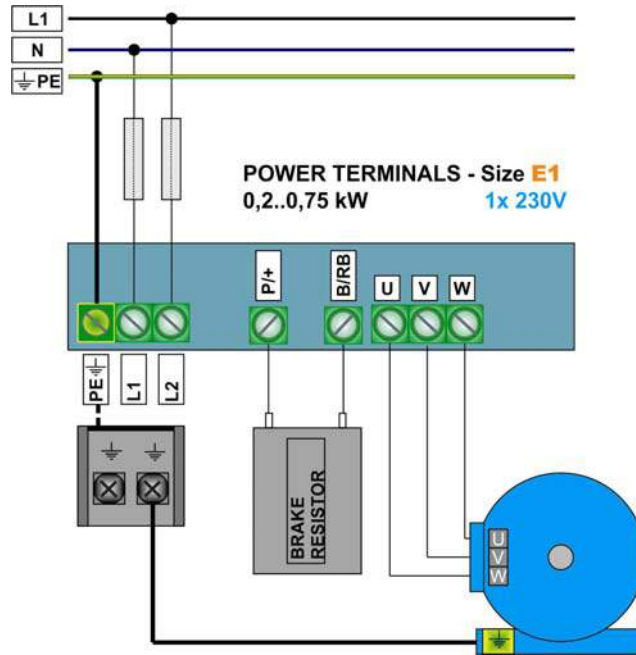 L1
N
⏚ PE
POWER TERMINALS - Size E1
0,2..0,75 kW 1x 230V
P/+
B/RB
U
V
W
PE ⏚
L1
L2
BRAKE
RESISTOR
U
V
W